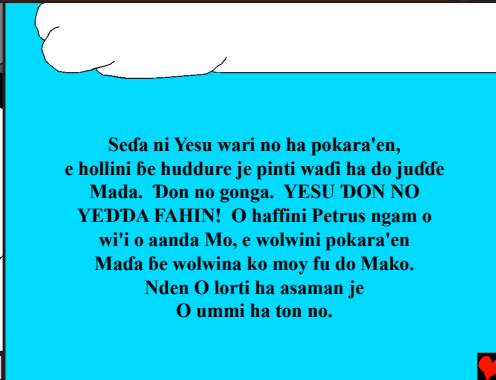 Seɗa ni Yesu wari no ha pokara'en,
e hollini ɓe huddure je pinti waɗi ha do juɗɗe
Maɗa. Ɗon no gonga. YESU ƊON NO
YEƊƊA FAHIN! O haffini Petrus ngam o
wi'i o aanda Mo, e wolwini pokara'en
Maɗa ɓe wolwina ko moy fu do Mako.
Nden O lorti ha asaman je
O ummi ha ton no.